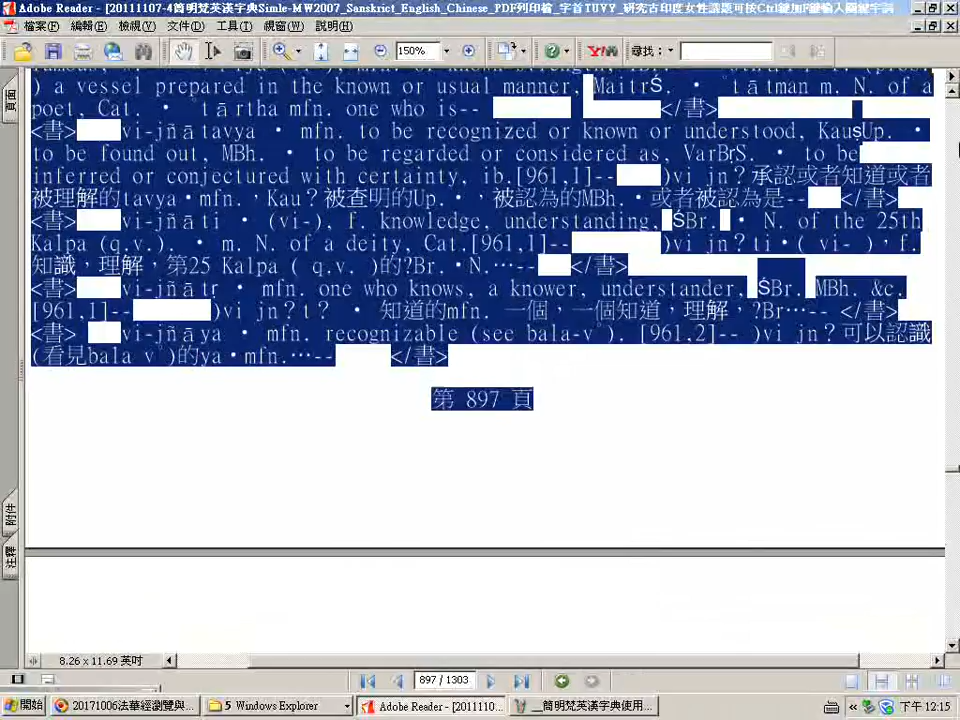 Adobe Reader - [20111107-4簡明梵英漢字典Simle-MW2007_Sanskrict_English_Chinese_PDF列印檔_字首TUVY_研究古印度女性議題可按Ctrl鍵加F鍵輸入關鍵字詞
檔案(F) 編輯(E) 檢視(V) 文件(D) 工具(T) 視窗(W) 說明(H)
150% Y! 尋找：
頁面
) a vessel prepared in the known or usual manner, MaitrŚ. • °tātman m. N. of a
poet, Cat. • °tārtha mfn. one who is-- </書>
<書> vi-jñātavya • mfn. to be recognized or known or understood, KauṣUp. •
to be found out, MBh. • to be regarded or considered as, VarBṛS. • to be
inferred or conjectured with certainty, ib.[961,1]-- )vi jn？承認或者知道或者
被理解的tavya•mfn., Kau？被查明的Up.•, 被認為的MBh.•或者被認為是-- </書>
<書> vi-jñāti • (vi-), f. knowledge, understanding, ŚBr. • N. of the 25th
Kalpa (q.v.). • m. N. of a deity, Cat.[961,1]-- )vi jn？ti•( vi- )，f.
知識，理解，第25 Kalpa ( q.v. )的?Br.•N.…-- </書>
<書> vi-jñātṛ • mfn. one who knows, a knower, understander, ŚBr. MBh. &c.
[961,1]-- )vi jn？t？ • 知道的mfn. 一個，一個知道，理解，?Br…-- </書>
<書> vi-jñāya • mfn. recognizable (see bala-v°). [961,2]-- )vi jn？可以認識
(看見bala v°)的ya•mfn.…-- </書>
第 897 頁
附件
注釋
8.26 x 11.69 英吋
897 / 1303
開始 20171006法華經瀏覽與... 5 Windows Explorer Adobe Reader - [2011110... __簡明梵英漢字典使用... 下午 12:15